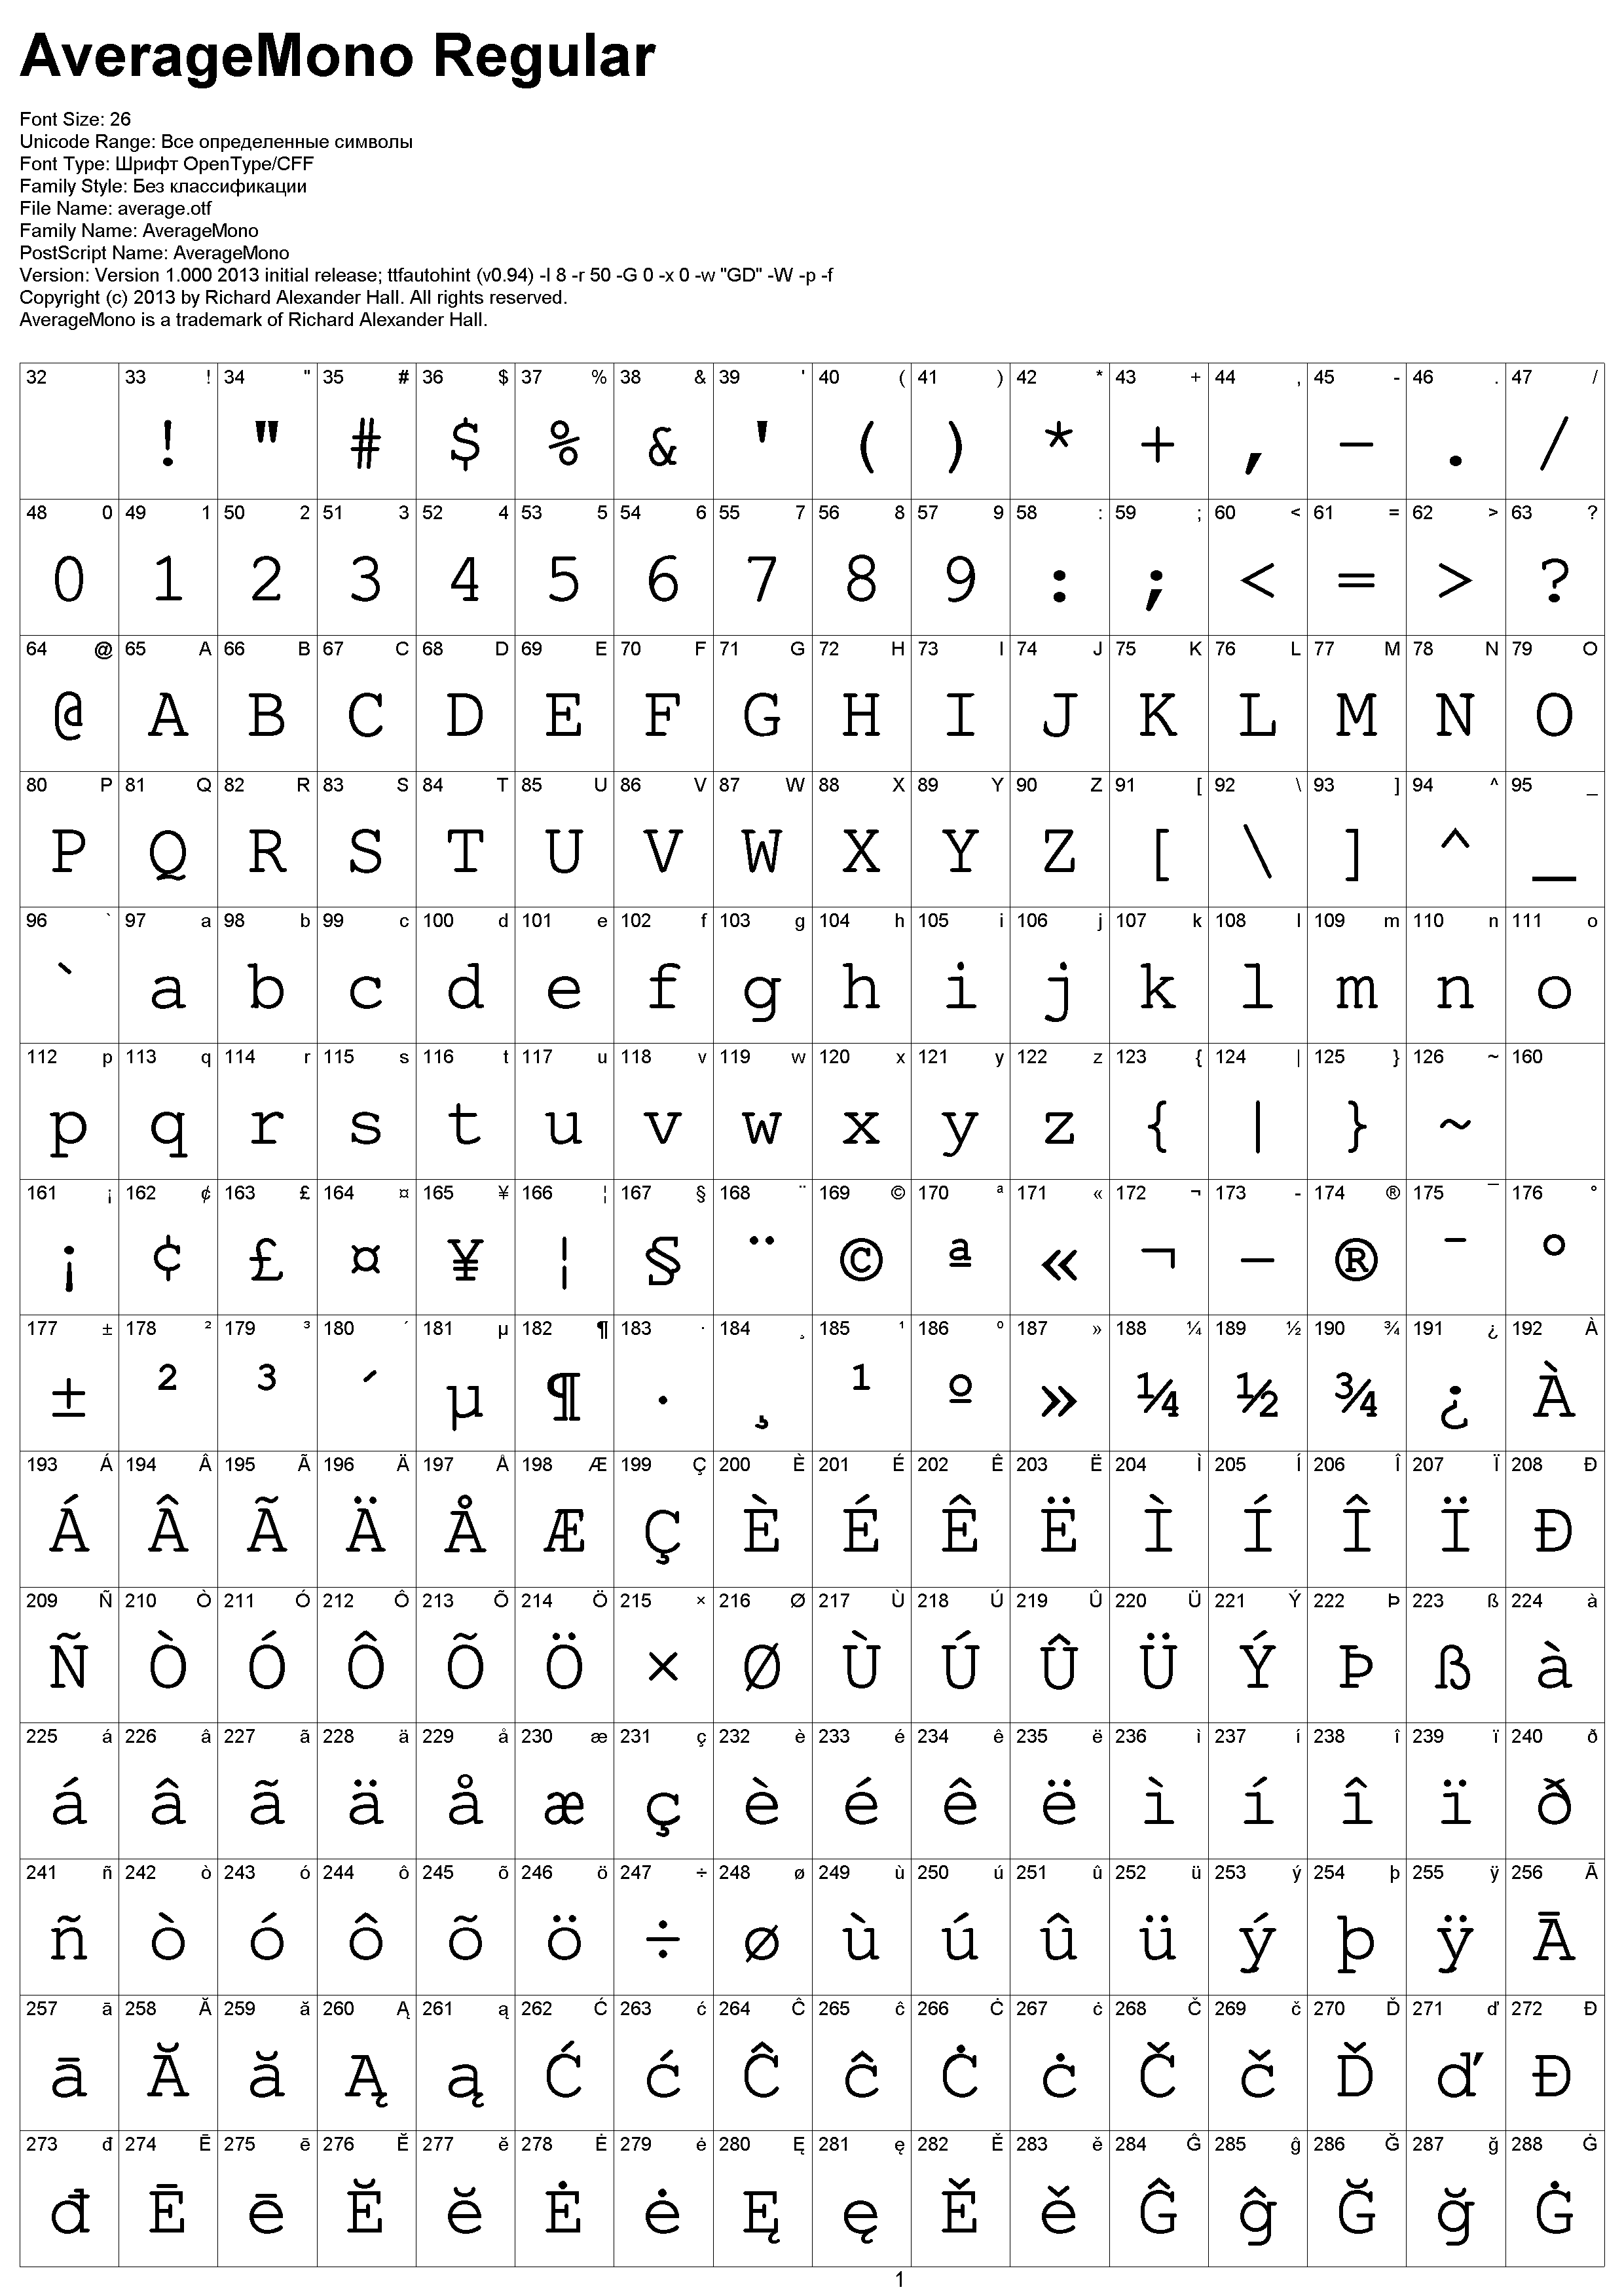 AverageMono Regular
Font Size: 26
Unicode Range: Все определенные символы
Font Type: Шрифт OpenType/CFF
Family Style: Без классификации
File Name: average.otf
Family Name: AverageMono
PostScript Name: AverageMono
Version: Version 1.000 2013 initial release; ttfautohint (v0.94) -l 8 -r 50 -G 0 -x 0 -w "GD" -W -p -f
Copyright (c) 2013 by Richard Alexander Hall. All rights reserved.
AverageMono is a trademark of Richard Alexander Hall.
32 33 ! 34 " 35 # 36 $ 37 % 38 & 39 ' 40 ( 41 ) 42 * 43 + 44 , 45 - 46 . 47 /
! " # $ % & ' ( ) * + , - . /
48 0 49 1 50 2 51 3 52 4 53 5 54 6 55 7 56 8 57 9 58 : 59 ; 60 < 61 = 62 > 63 ?
0 1 2 3 4 5 6 7 8 9 : ; < = > ?
64 @ 65 A 66 B 67 C 68 D 69 E 70 F 71 G 72 H 73 I 74 J 75 K 76 L 77 M 78 N 79 O
@ A B C D E F G H I J K L M N O
80 P 81 Q 82 R 83 S 84 T 85 U 86 V 87 W 88 X 89 Y 90 Z 91 [ 92 \ 93 ] 94 ^ 95 _
P Q R S T U V W X Y Z [ \ ] ^ _
96 ` 97 a 98 b 99 c 100 d 101 e 102 f 103 g 104 h 105 i 106 j 107 k 108 l 109 m 110 n 111 o
` a b c d e f g h i j k l m n o
112 p 113 q 114 r 115 s 116 t 117 u 118 v 119 w 120 x 121 y 122 z 123 { 124 | 125 } 126 ~ 160
p q r s t u v w x y z { | } ~
161 ¡ 162 ¢ 163 £ 164 ¤ 165 ¥ 166 ¦ 167 § 168 ¨ 169 © 170 ª 171 « 172 ¬ 173 - 174 ® 175 ¯ 176 °
¡ ¢ £ ¤ ¥ ¦ § ¨ © ª « ¬ - ® ¯ °
177 ± 178 ² 179 ³ 180 ´ 181 µ 182 ¶ 183 · 184 ¸ 185 ¹ 186 º 187 » 188 ¼ 189 ½ 190 ¾ 191 ¿ 192 À
± ² ³ ´ µ ¶ · ¸ ¹ º » ¼ ½ ¾ ¿ À
193 Á 194 Â 195 Ã 196 Ä 197 Å 198 Æ 199 Ç 200 È 201 É 202 Ê 203 Ë 204 Ì 205 Í 206 Î 207 Ï 208 Ð
Á Â Ã Ä Å Æ Ç È É Ê Ë Ì Í Î Ï Ð
209 Ñ 210 Ò 211 Ó 212 Ô 213 Õ 214 Ö 215 × 216 Ø 217 Ù 218 Ú 219 Û 220 Ü 221 Ý 222 Þ 223 ß 224 à
Ñ Ò Ó Ô Õ Ö × Ø Ù Ú Û Ü Ý Þ ß à
225 á 226 â 227 ã 228 ä 229 å 230 æ 231 ç 232 è 233 é 234 ê 235 ë 236 ì 237 í 238 î 239 ï 240 ð
á â ã ä å æ ç è é ê ë ì í î ï ð
241 ñ 242 ò 243 ó 244 ô 245 õ 246 ö 247 ÷ 248 ø 249 ù 250 ú 251 û 252 ü 253 ý 254 þ 255 ÿ 256 Ā
ñ ò ó ô õ ö ÷ ø ù ú û ü ý þ ÿ Ā
257 ā 258 Ă 259 ă 260 Ą 261 ą 262 Ć 263 ć 264 Ĉ 265 ĉ 266 Ċ 267 ċ 268 Č 269 č 270 Ď 271 ď 272 Đ
ā Ă ă Ą ą Ć ć Ĉ ĉ Ċ ċ Č č Ď ď Đ
273 đ 274 Ē 275 ē 276 Ĕ 277 ĕ 278 Ė 279 ė 280 Ę 281 ę 282 Ě 283 ě 284 Ĝ 285 ĝ 286 Ğ 287 ğ 288 Ġ
đ Ē ē Ĕ ĕ Ė ė Ę ę Ě ě Ĝ ĝ Ğ ğ Ġ
1